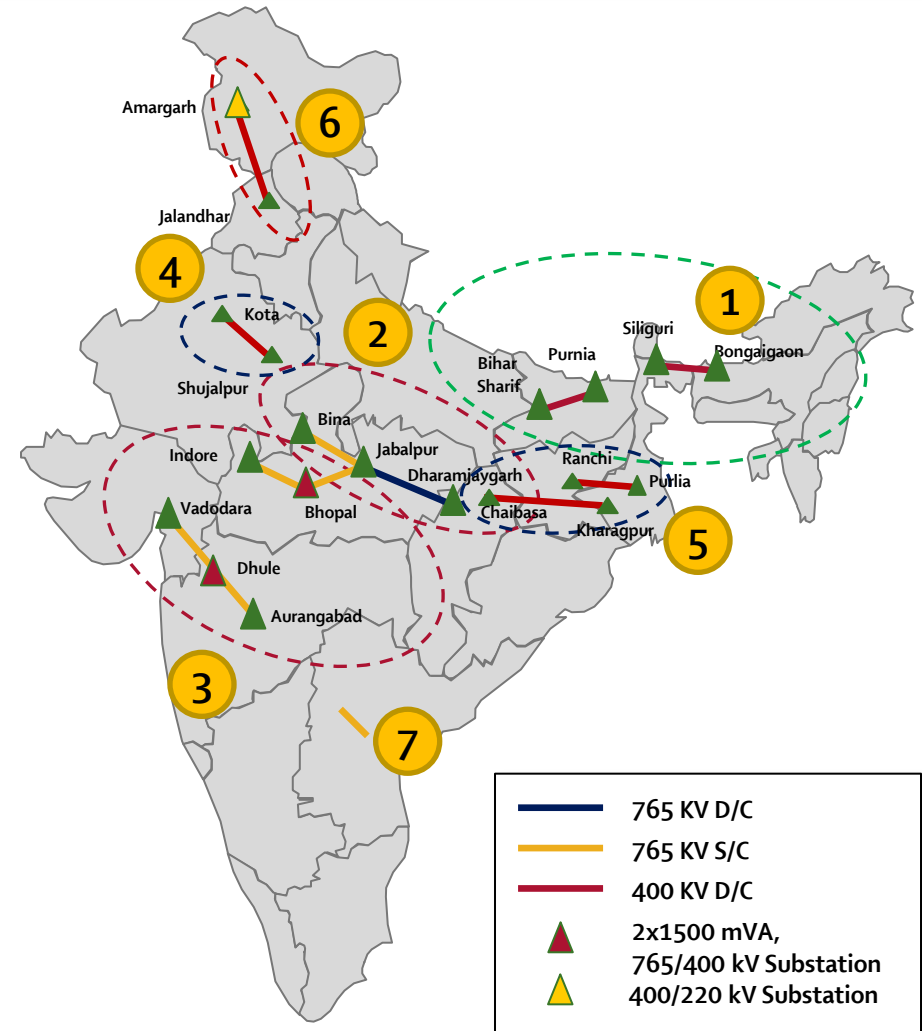 Amargarh
6
Jalandhar
4
Kota
Shujalpur
2
1
Siliguri
Bongaigaon
Purnia
Bihar
Sharif
Bina
Indore
Jabalpur
Bhopal
Dharamjaygarh
Ranchi
Purlia
Chaibasa
Kharagpur
5
Vadodara
Dhule
Aurangabad
3
7
765 KV D/C
765 KV S/C
400 KV D/C
2x1500 mVA,
765/400 kV Substation
400/220 kV Substation